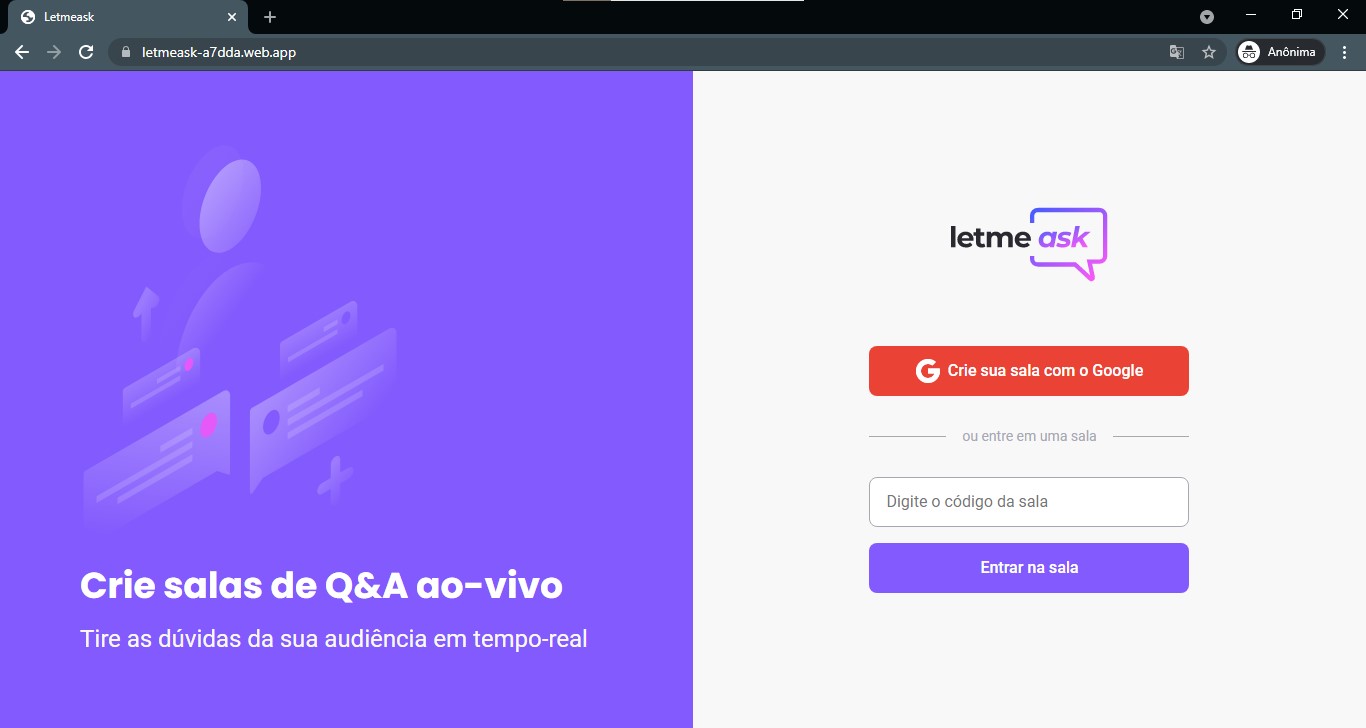 Letmeask
letmeask-a7dda.web.app
Anônima
Crie salas de Q&A ao-vivo
Tire as dúvidas da sua audiência em tempo-real
letme ask
Crie sua sala com o Google
ou entre em uma sala
Digite o código da sala
Entrar na sala